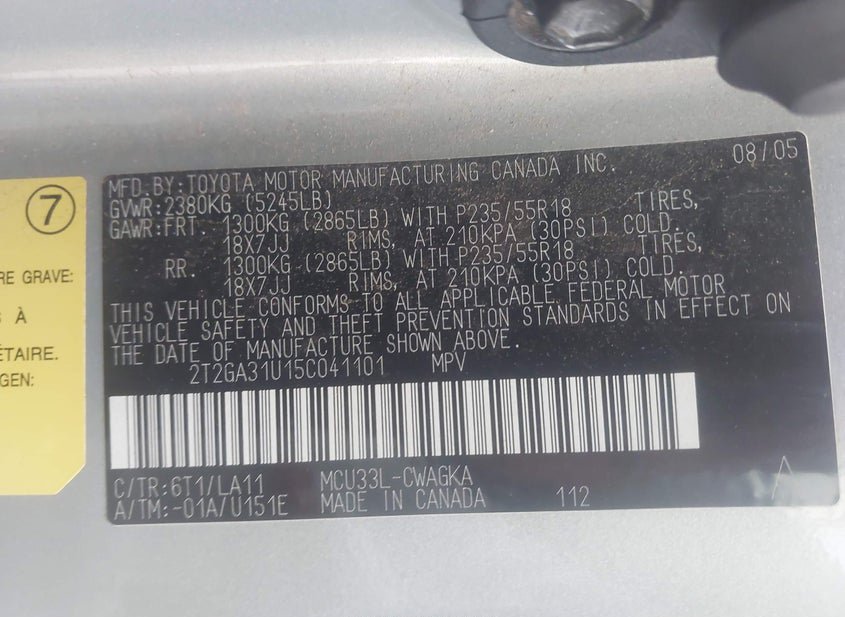 7
RE GRAVE:
S À
ÉTAIRE.
GEN:
MFD.BY:TOYOTA MOTOR MANUFACTURING CANADA INC. 08/05
GVWR:2380KG (5245LB)
GAWR:FRT. 1300KG (2865LB) WITH P235/55R18 TIRES,
18X7JJ RIMS, AT 210KPA (30PSI) COLD.
RR. 1300KG (2865LB) WITH P235/55R18 TIRES,
18X7JJ RIMS, AT 210KPA (30PSI) COLD.
THIS VEHICLE CONFORMS TO ALL APPLICABLE FEDERAL MOTOR
VEHICLE SAFETY AND THEFT PREVENTION STANDARDS IN EFFECT ON
THE DATE OF MANUFACTURE SHOWN ABOVE.
2T2GA31U15C041101 MPV
C/TR:6T1/LA11 MCU33L-CWAGKA
A/TM:-01A/U151E MADE IN CANADA 112 A